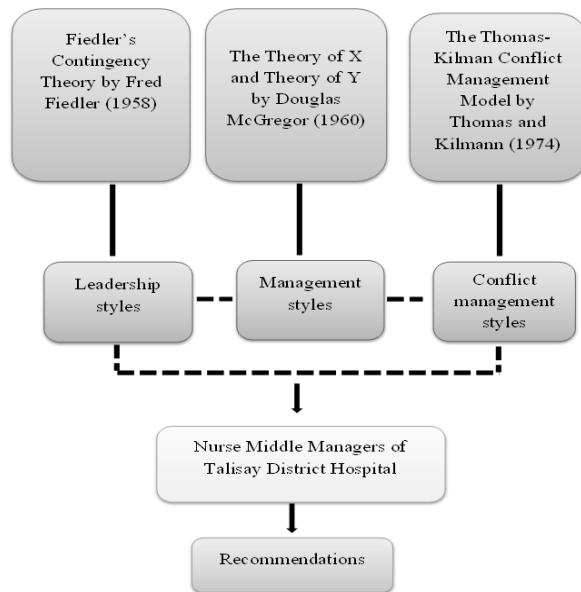 Fiedler's
Contingency
Theory by Fred
Fiedler (1958)
The Theory of X
and Theory of Y
by Douglas
McGregor (1960)
The Thomas-
Kilman Conflict
Management
Model by
Thomas and
Kilmann (1974)
Leadership
styles
Management
styles
Conflict
management
styles
Nurse Middle Managers of
Talisay District Hospital
Recommendations